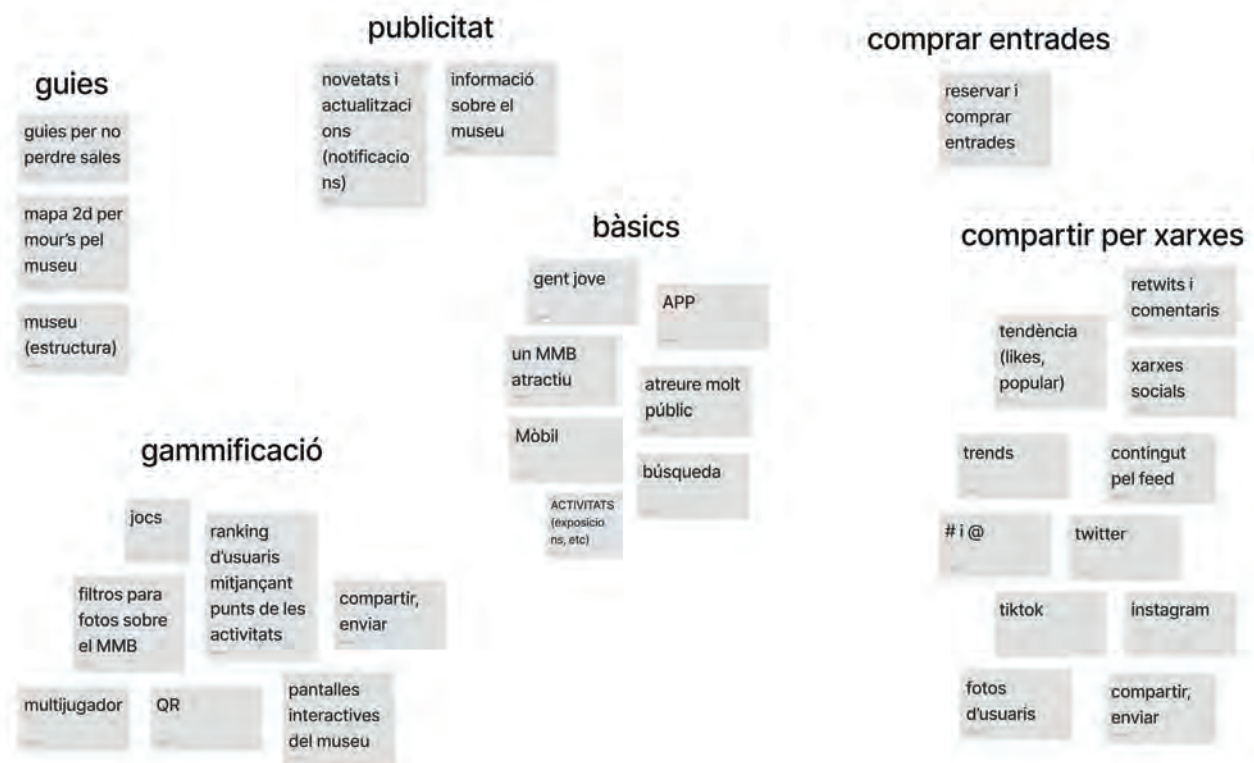 guies
guies per no
perdre sales
mapa 2d per
mour's pel
museu
museu
(estructura)
publicitat
novetats i
actualitzaci
ons
(notificacio
ns)
informació
sobre el
museu
comprar entrades
reservar i
comprar
entrades
bàsics
gent jove
APP
un MMB
atractiu
atreure molt
públic
Mòbil
búsqueda
ACTIVITATS
(exposicio
ns, etc)
compartir per xarxes
retwits i
comentaris
tendència
(likes,
popular)
xarxes
socials
trends
contingut
pel feed
# i @
twitter
tiktok
instagram
fotos
d'usuaris
compartir,
enviar
gammificació
jocs
ranking
d'usuaris
mitjançant
punts de les
activitats
filtros para
fotos sobre
el MMB
compartir,
enviar
multijugador
QR
pantalles
interactives
del museu